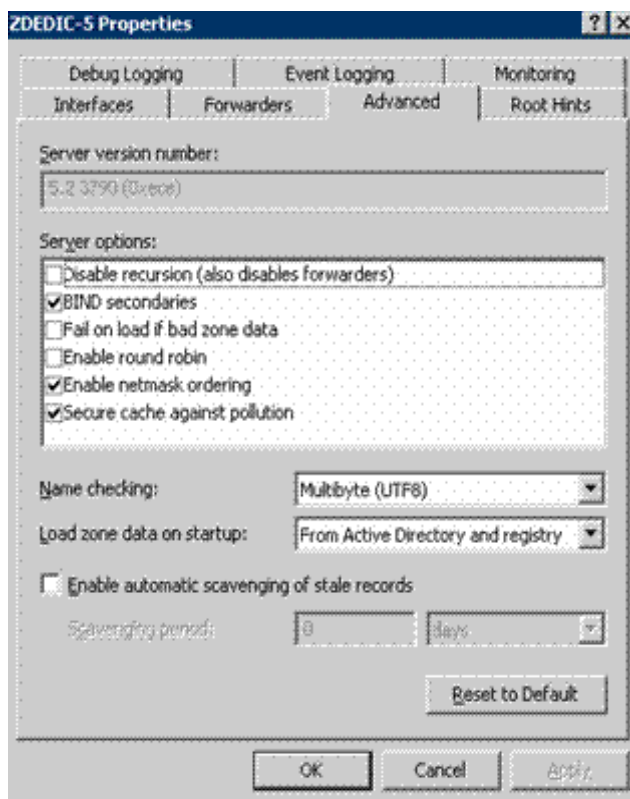 ZDEDIC-5 Properties
Debug Logging Event Logging Monitoring
Interfaces Forwarders Advanced Root Hints
Server version number:
5.2 3790 (0xece)
Server options:
Disable recursion (also disables forwarders)
BIND secondaries
Fail on load if bad zone data
Enable round robin
Enable netmask ordering
Secure cache against pollution
Name checking: Multibyte (UTF8)
Load zone data on startup: From Active Directory and registry
Enable automatic scavenging of stale records
Scavenging period: 0 days
Reset to Default
OK Cancel Apply